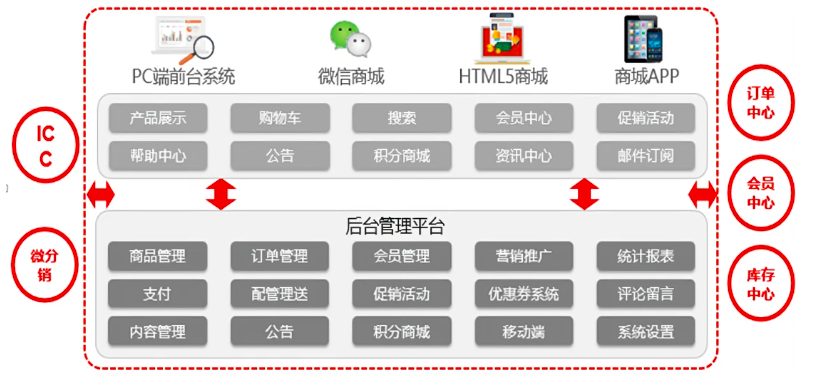 PC端前台系统 微信商城 HTML5商城 商城APP
产品展示 购物车 搜索 会员中心 促销活动
帮助中心 公告 积分商城 资讯中心 邮件订阅
IC
C
微分
销
订单
中心
会员
中心
库存
中心
后台管理平台
商品管理 订单管理 会员管理 营销推广 统计报表
支付 配管理送 促销活动 优惠券系统 评论留言
内容管理 公告 积分商城 移动端 系统设置